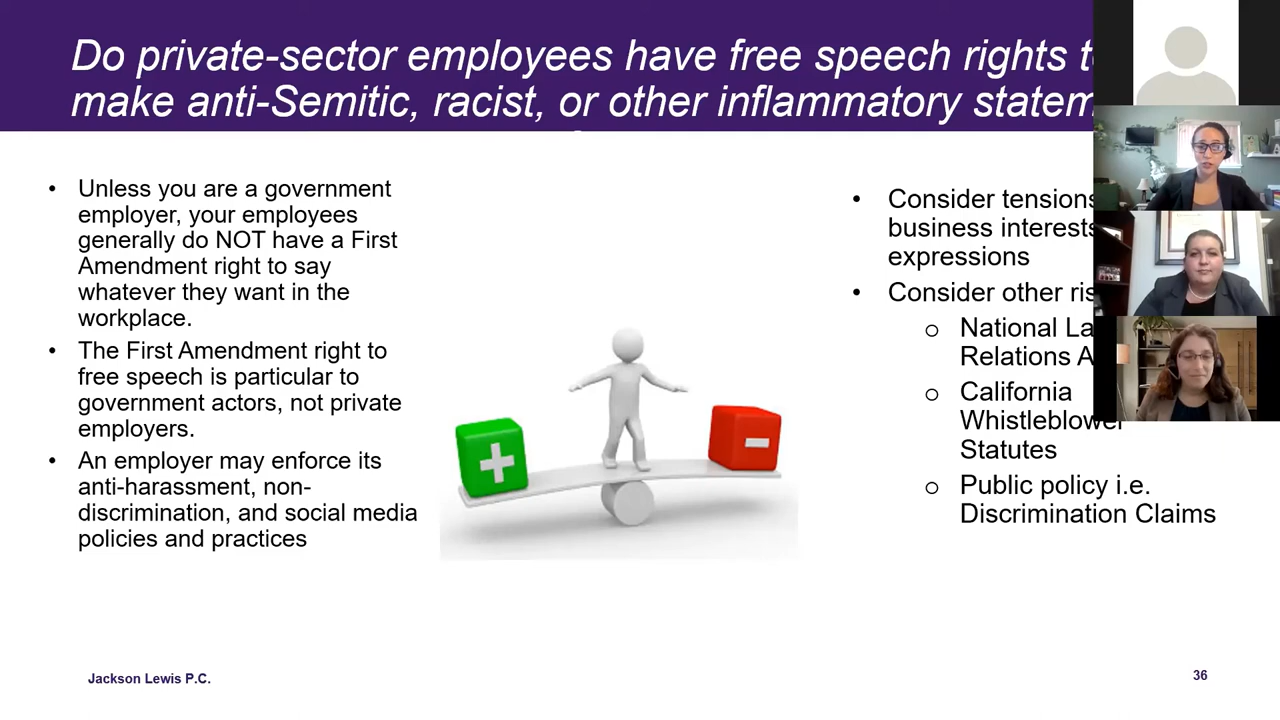 Do private-sector employees have free speech rights
make anti-Semitic, racist, or other inflammatory
Unless you are a government
employer, your employees
generally do NOT have a First
Amendment right to say
whatever they want in the
workplace.
The First Amendment right to
free speech is particular to
government actors, not private
employers.
An employer may enforce its
anti-harassment, non-
discrimination, and social media
policies and practices
Consider tensions
business interests
expressions
Consider other
National
Relations
California
Whistleblower
Statutes
Public policy i.e.
Discrimination Claims
Jackson Lewis P.C.
36